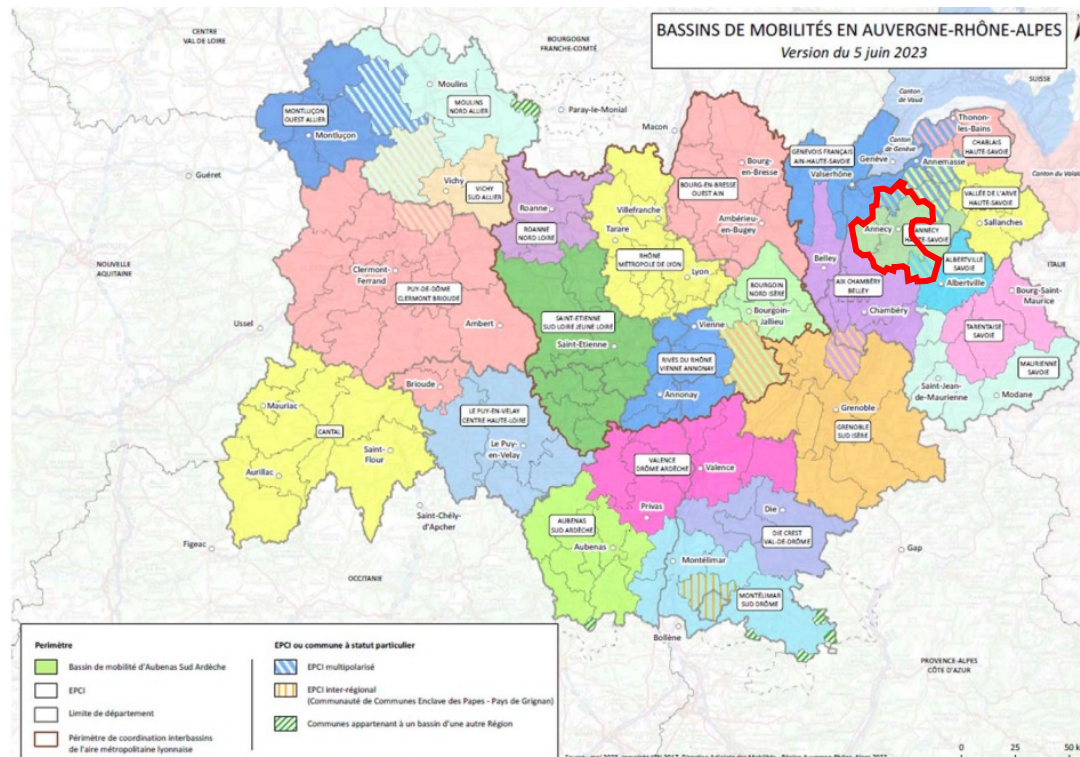 BASSINS DE MOBILITÉS EN AUVERGNE-RHÔNE-ALPES
Version du 5 juin 2023
CENTRE
VAL DE LOIRE
BOURGOGNE
FRANCHE-COMTÉ
SUISSE
Canton
de Vaud
Moulins
MOULINS
NORD ALLIER
Paray-le-Monial
MONTLUÇON
OUEST ALLIER
Montluçon
Macon
Thonon-
les-Bains
Canton
de Genève
CHABLAIS
HAUTE-SAVOIE
GENEVOIS FRANÇAIS
AIN-HAUTE-SAVOIE
Genève
Annemasse
Guéret
Bourg-
en-Bresse
Valserhône
Canton du Valais
Vichy
VICHY
SUD ALLIER
BOURG-EN-BRESSE
OUEST AIN
VALLÉE DE L'ARVE
HAUTE-SAVOIE
Roanne
Villefranche
ROANNE
NORD LOIRE
Tarare
Ambérieu-
en-Bugey
Annecy
ANNECY
HAUTE-SAVOIE
Sallanches
RHÔNE
MÉTROPOLE DE LYON
Belley
ALBERTVILLE
SAVOIE
ITALIE
NOUVELLE
AQUITAINE
Clermont-
Ferrand
Lyon
AIX CHAMBÉRY
BELLEY
Albertville
PUY-DE-DÔME
CLERMONT BRIOUDE
BOURGOIN
NORD ISÈRE
Bourg-Saint-
Maurice
Bourgoin-
Jallieu
Chambéry
SAINT-ETIENNE
SUD LOIRE JEUNE LOIRE
Ussel
Ambert
Vienne
TARENTAISE
SAVOIE
Saint-Etienne
RIVES DU RHÔNE
VIENNE ANNONAY
MAURIENNE
SAVOIE
Brioude
Saint-Jean-
de-Maurienne
Modane
Annonay
Mauriac
LE PUY-EN-VELAY
CENTRE HAUTE-LOIRE
Grenoble
GRENOBLE
SUD ISÈRE
CANTAL
Le Puy-
en-Velay
Saint-
Flour
VALENCE
DRÔME ARDÈCHE
Valence
Aurillac
Privas
Saint-Chély-
d'Apcher
Die
AUBENAS
SUD ARDÈCHE
DIE CREST
VAL-DE-DRÔME
Figeac
Aubenas
Gap
Montélimar
OCCITANIE
MONTÉLIMAR
SUD DRÔME
Bollène
PROVENCE-ALPES
CÔTE D'AZUR
Perimètre
Bassin de mobilité d'Aubenas Sud Ardèche
EPCI
Limite de département
Périmètre de coordination interbassins
de l'aire métropolitaine lyonnaise
EPCI ou commune à statut particulier
EPCI multipolarisé
EPCI inter-régional
(Communauté de Communes Enclave des Papes - Pays de Grignan)
Communes appartenant à un bassin d'une autre Région
0 25 50 k